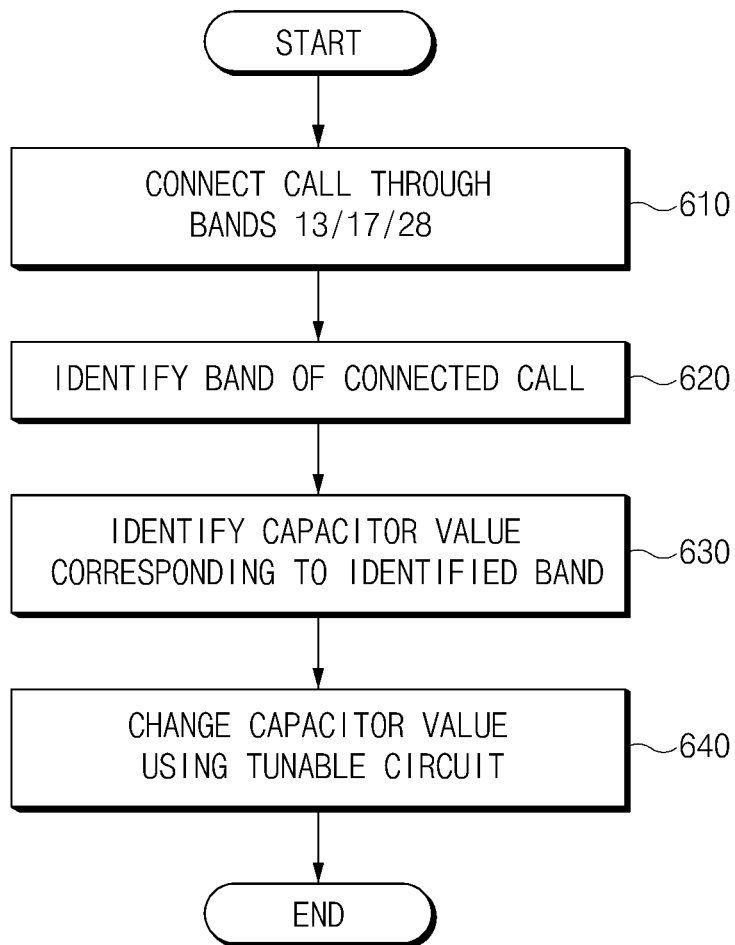 START
CONNECT CALL THROUGH
BANDS 13/17/28
610
IDENTIFY BAND OF CONNECTED CALL
620
IDENTIFY CAPACITOR VALUE
CORRESPONDING TO IDENTIFIED BAND
630
CHANGE CAPACITOR VALUE
USING TUNABLE CIRCUIT
640
END